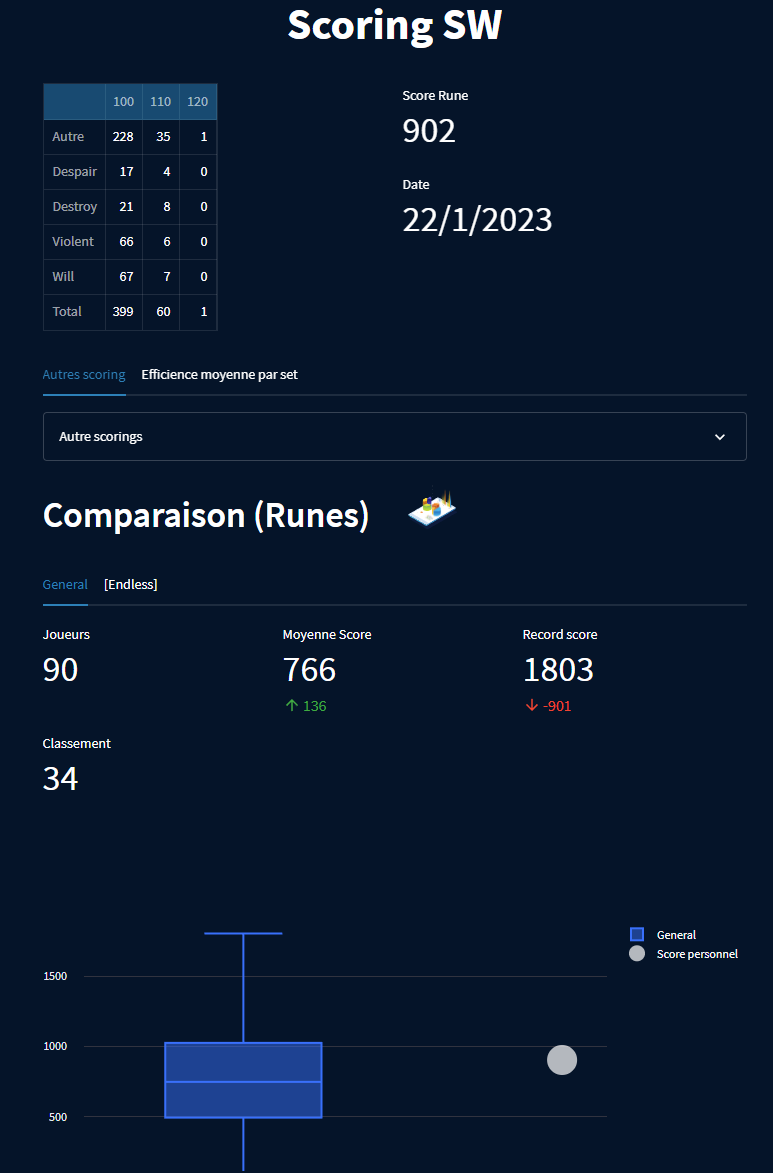 Scoring SW
100 110 120
Autre 228 35 1
Despair 17 4 0
Destroy 21 8 0
Violent 66 6 0
Will 67 7 0
Total 399 60 1
Score Rune
902
Date
22/1/2023
Autres scoring Efficience moyenne par set
Autre scorings
Comparaison (Runes)
General [Endless]
Joueurs Moyenne Score Record score
90 766 1803
↑ 136 ↓ -901
Classement
34
General
Score personnel
1500
1000
500